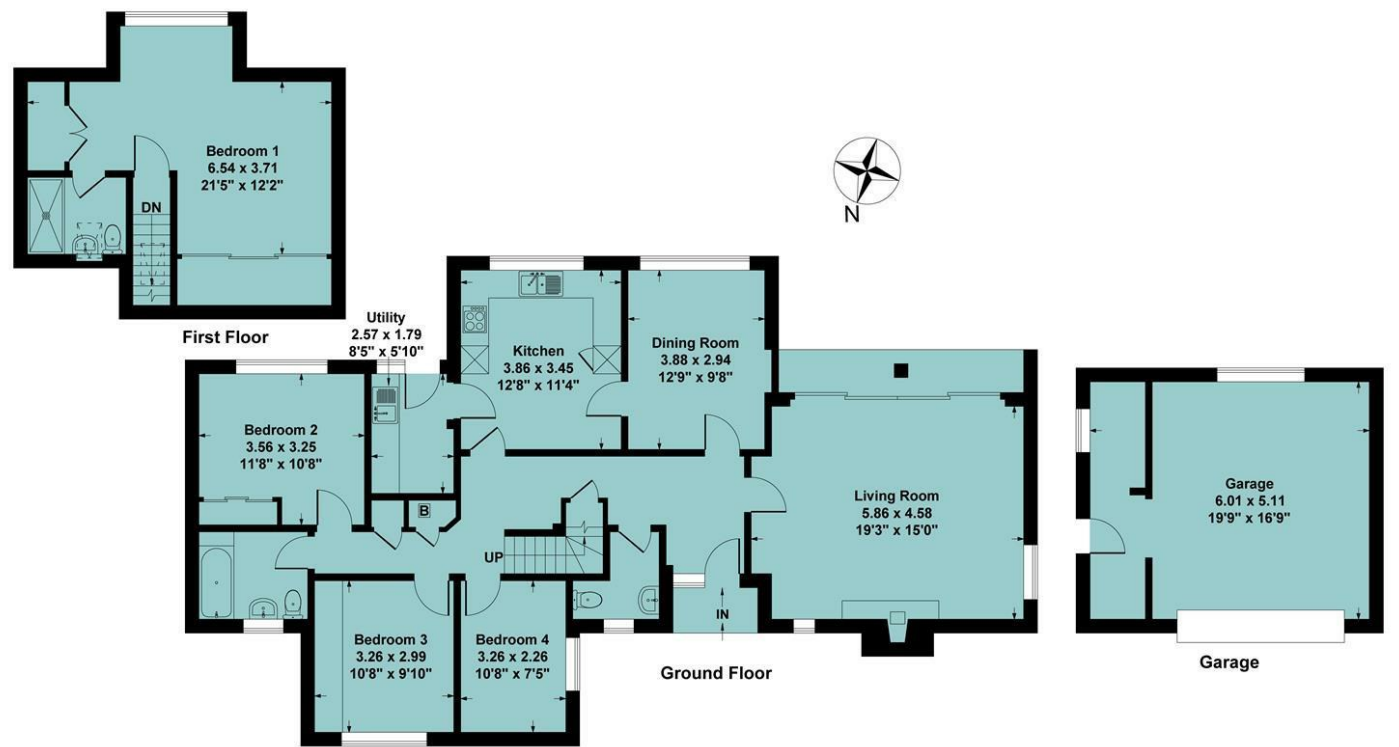 Bedroom 1
6.54 x 3.71
21'5" x 12'2"
DN
First Floor
N
Utility
2.57 x 1.79
8'5" x 5'10"
Kitchen
3.86 x 3.45
12'8" x 11'4"
Dining Room
3.88 x 2.94
12'9" x 9'8"
Bedroom 2
3.56 x 3.25
11'8" x 10'8"
B
UP
Living Room
5.86 x 4.58
19'3" x 15'0"
IN
Bedroom 3
3.26 x 2.99
10'8" x 9'10"
Bedroom 4
3.26 x 2.26
10'8" x 7'5"
Ground Floor
Garage
6.01 x 5.11
19'9" x 16'9"
Garage